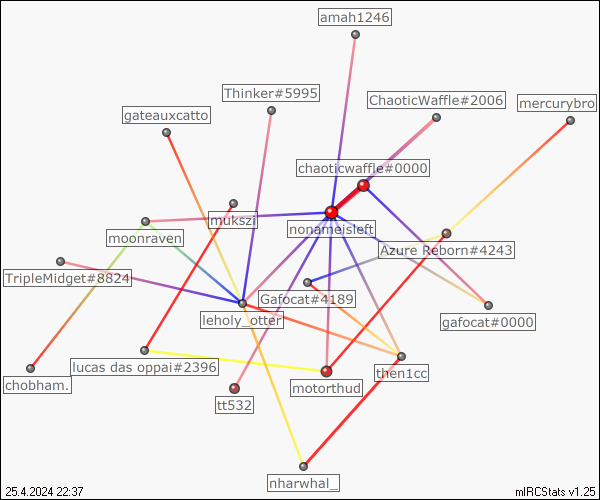 amah1246
Thinker#5995
ChaoticWaffle#2006
mercurybro
gateauxcatto
chaoticwaffle#0000
mukszi
nonameisleft
moonraven
Azure Reborn#4243
TripleMidget#8824
Gafocat#4189
leholy_otter
gafocat#0000
lucas das oppai#2396
then1cc
chobham.
motorthud
tt532
nharwhal_
25.4.2024 22:37
mIRCStats v1.25